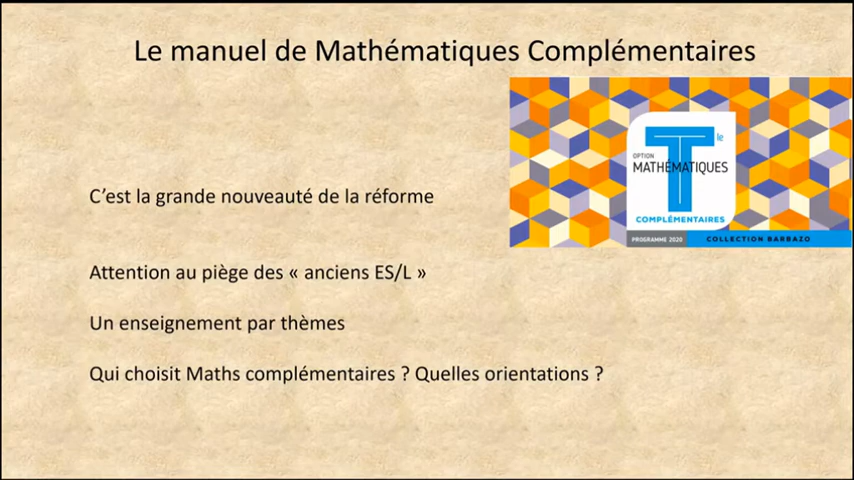 Le manuel de Mathématiques Complémentaires
T le
OPTION
MATHÉMATIQUES
COMPLÉMENTAIRES
PROGRAMME 2020 COLLECTION BARBAZO
C’est la grande nouveauté de la réforme
Attention au piège des « anciens ES/L »
Un enseignement par thèmes
Qui choisit Maths complémentaires ? Quelles orientations ?